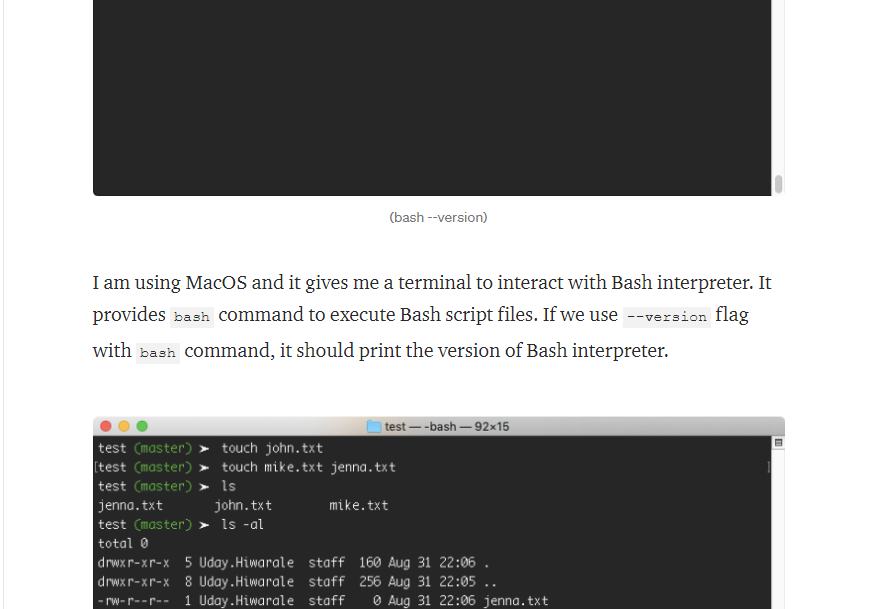 (bash --version)
I am using MacOS and it gives me a terminal to interact with Bash interpreter. It
provides bash command to execute Bash script files. If we use --version flag
with bash command, it should print the version of Bash interpreter.
test — -bash — 92×15
test (master) ➤ touch john.txt
[test (master) ➤ touch mike.txt jenna.txt ]
test (master) ➤ ls
jenna.txt john.txt mike.txt
test (master) ➤ ls -al
total 0
drwxr-xr-x 5 Uday.Hiwarale staff 160 Aug 31 22:06 .
drwxr-xr-x 8 Uday.Hiwarale staff 256 Aug 31 22:05 ..
-rw-r--r-- 1 Uday.Hiwarale staff 0 Aug 31 22:06 jenna.txt